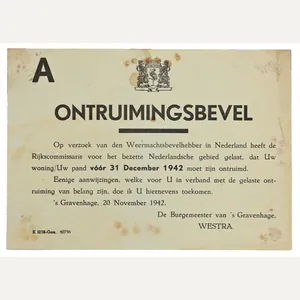 A
ONTRUIMINGSBEVEL
Op verzoek van den Weermachtsbevelhebber in Nederland heeft de
Rijkscommissaris voor het bezette Nederlandsche gebied gelast, dat Uw
woning/Uw pand vóór 31 December 1942 moet zijn ontruimd.
Eenige aanwijzingen, welke voor U in verband met de gelaste ont-
ruiming van belang zijn, doe ik U hierneven toekomen.
's Gravenhage, 20 November 1942.
De Burgemeester van 's Gravenhage,
WESTRA.